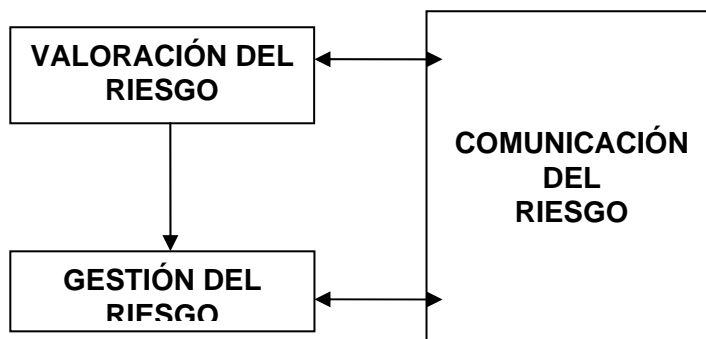 VALORACIÓN DEL
RIESGO
COMUNICACIÓN
DEL
RIESGO
GESTIÓN DEL
RIESGO